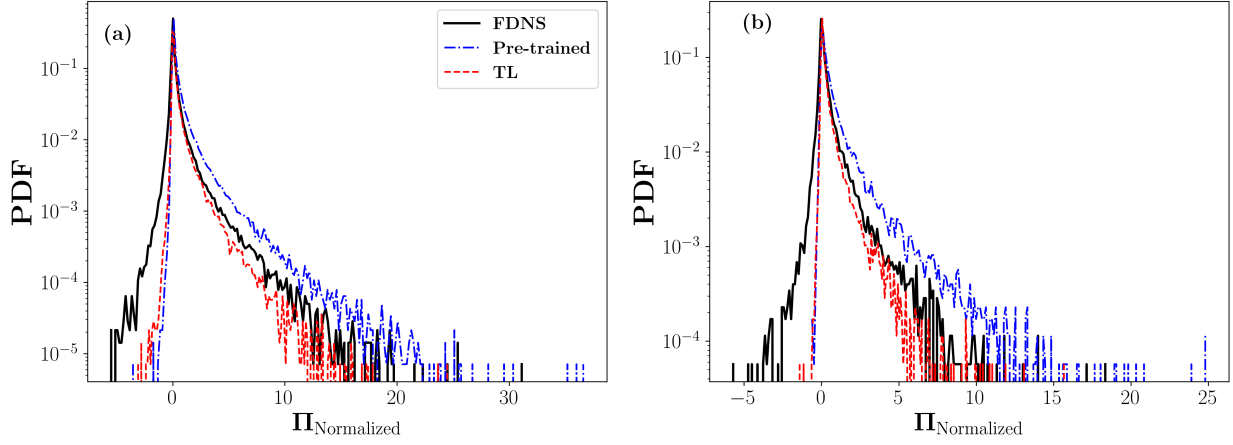 (a)
FDNS
Pre-trained
TL
PDF
10⁻¹
10⁻²
10⁻³
10⁻⁴
10⁻⁵
0 10 20 30
Π_Normalized
(b)
PDF
10⁻¹
10⁻²
10⁻³
10⁻⁴
−5 0 5 10 15 20 25
Π_Normalized